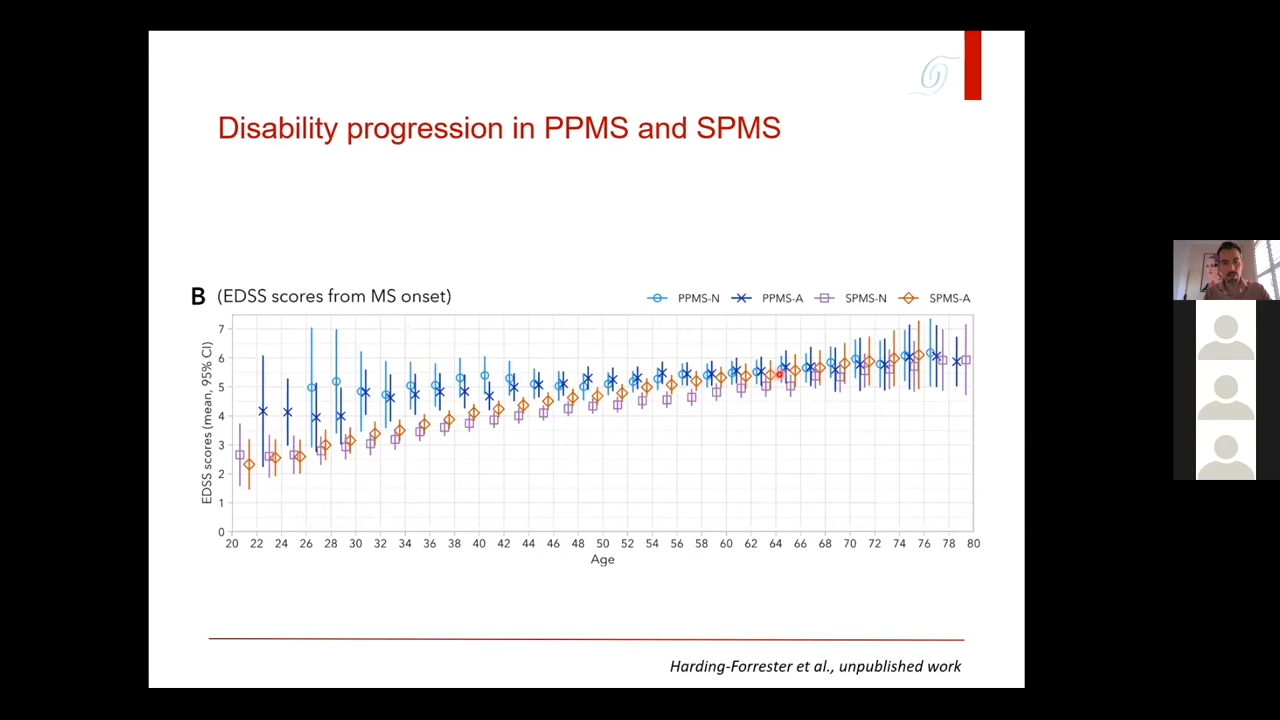 Disability progression in PPMS and SPMS
B (EDSS scores from MS onset)
PPMS-N PPMS-A SPMS-N SPMS-A
EDSS scores (mean, 95% CI)
7
6
5
4
3
2
1
0
20 22 24 26 28 30 32 34 36 38 40 42 44 46 48 50 52 54 56 58 60 62 64 66 68 70 72 74 76 78 80
Age
Harding-Forrester et al., unpublished work